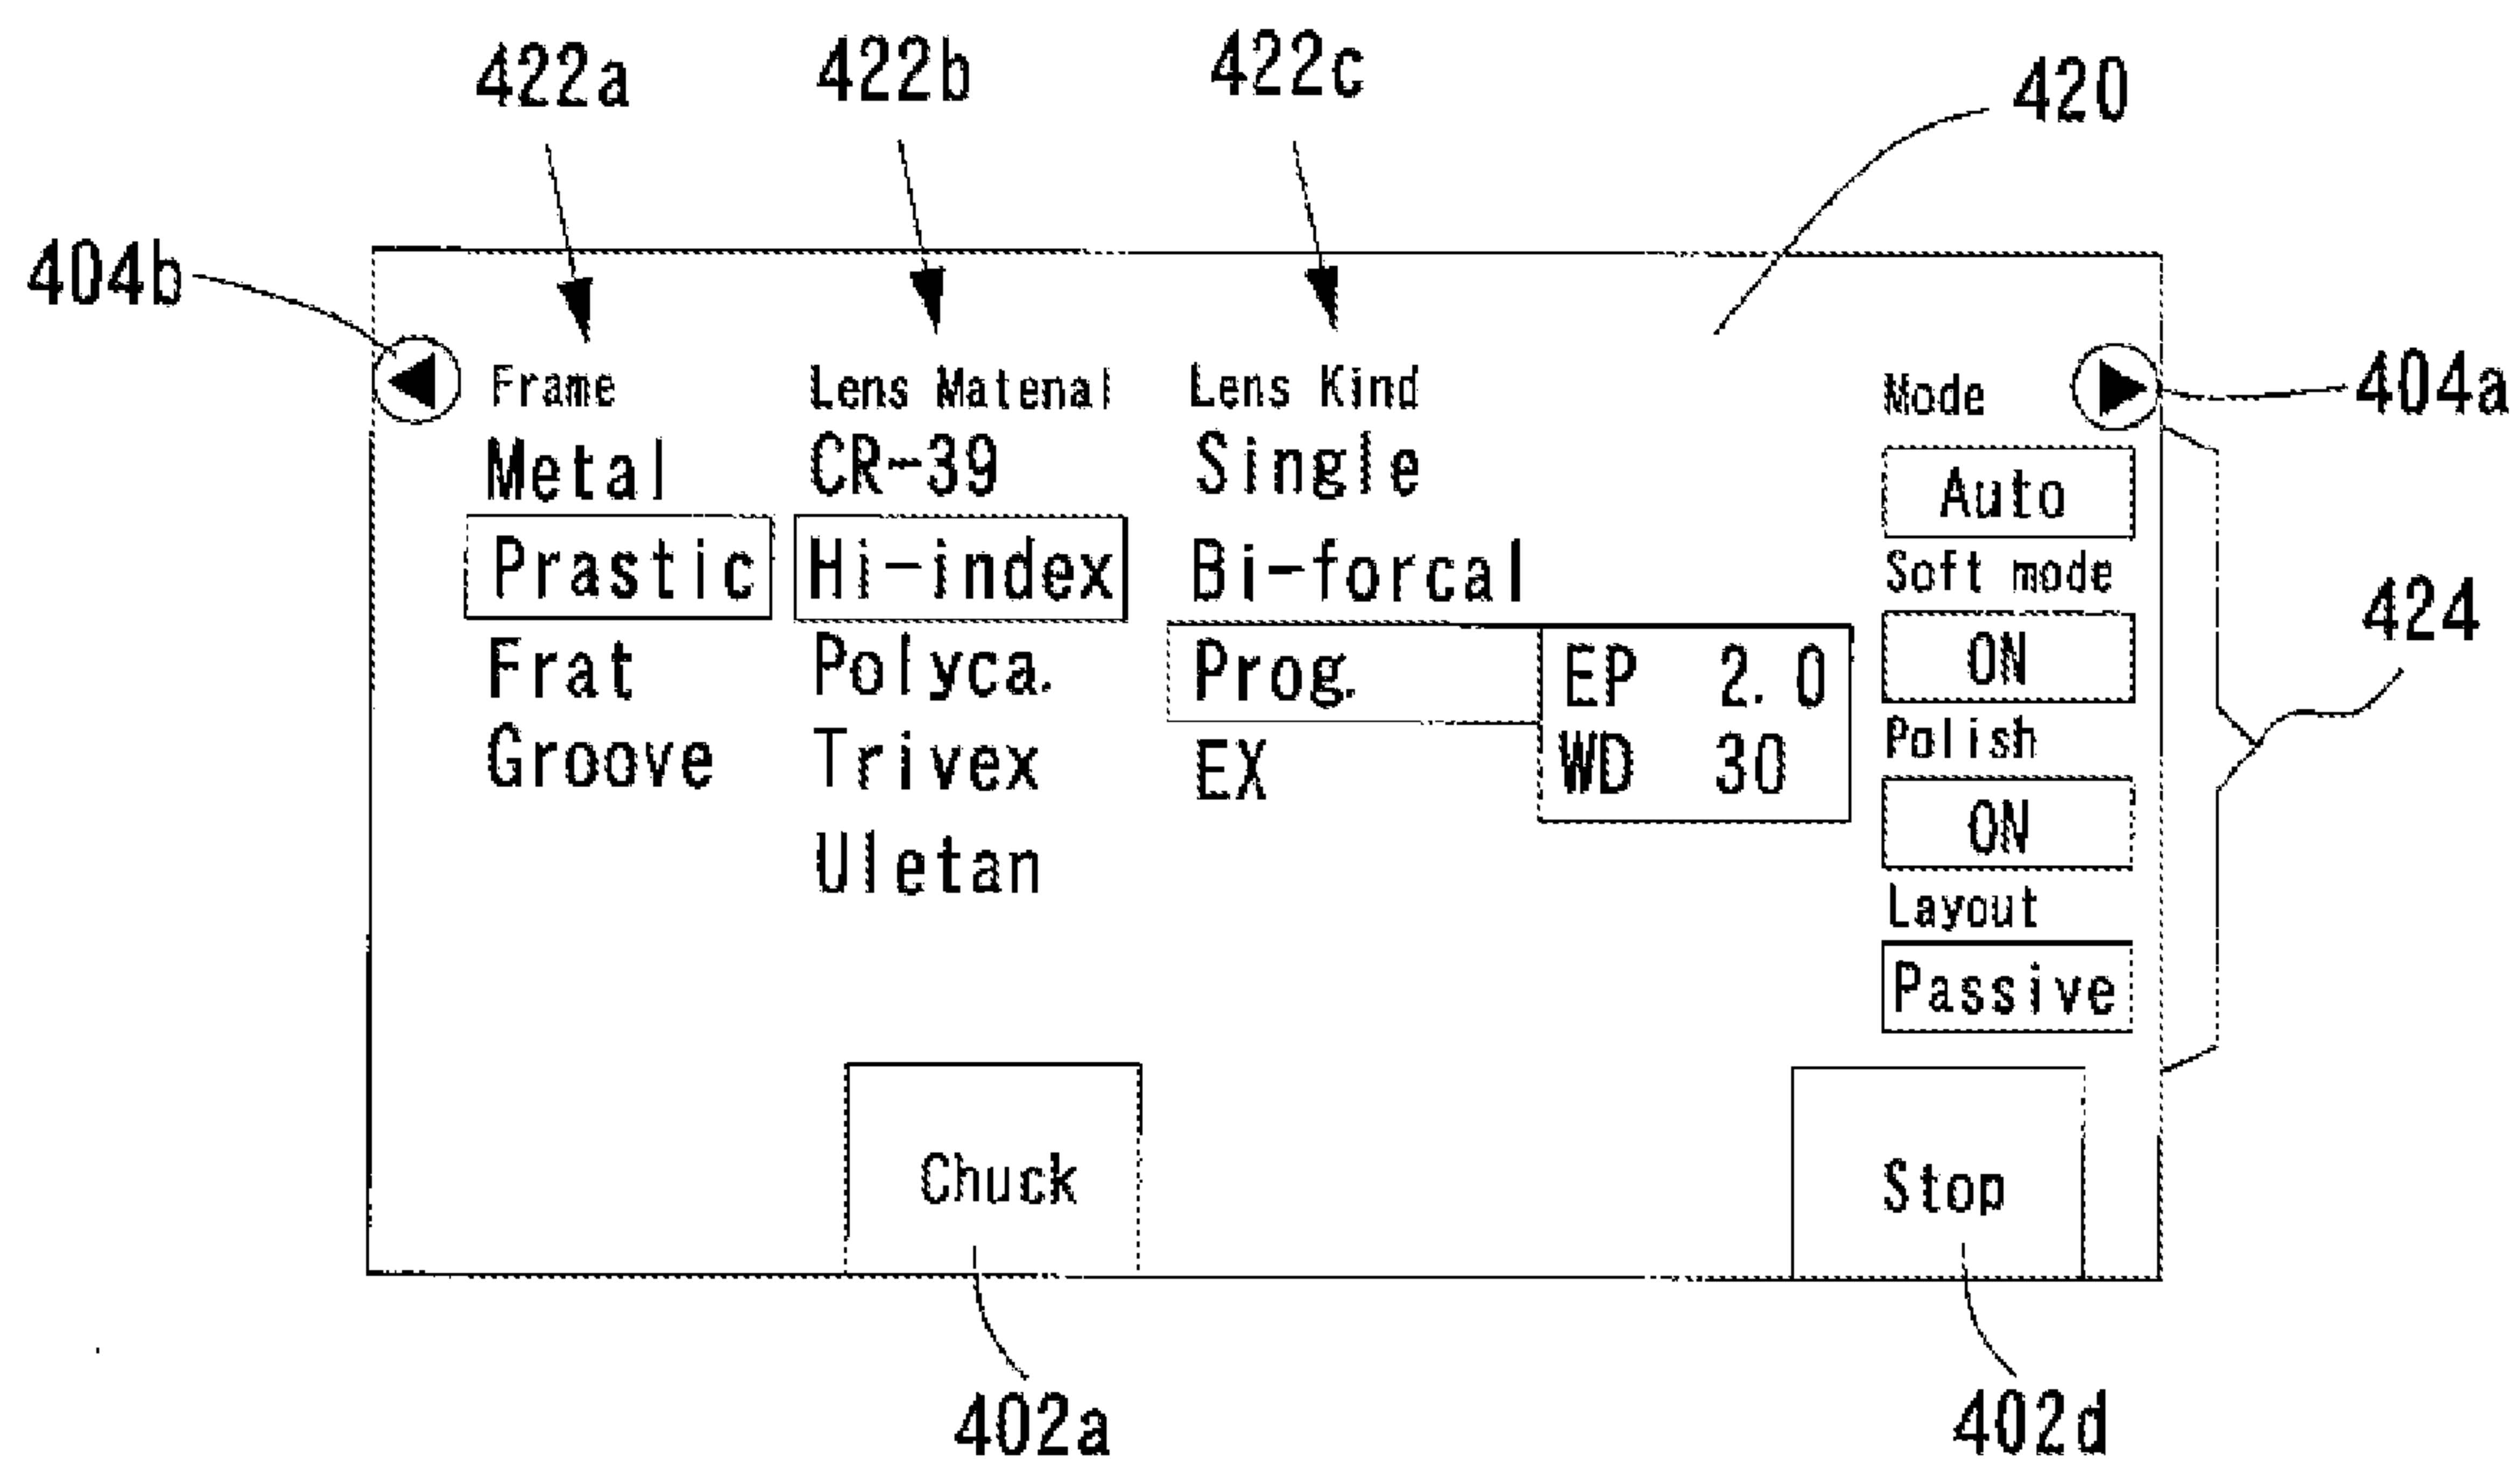 422a 422b 422c 420
404b
404a
424
Frame
Metal
Prastic
Frat
Groove
Lens Matenal
CR-39
Hi-index
Polyca.
Trivex
Uletan
Lens Kind
Single
Bi-forcal
Prog.
EX
EP 2.0
WD 30
Mode
Auto
Soft mode
ON
Polish
ON
Layout
Passive
Chuck
Stop
402a
402d